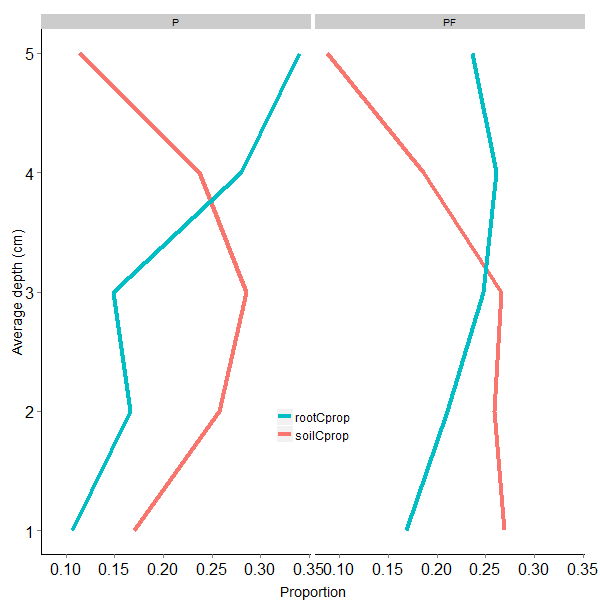 P PF
5
4
3
2
1
Average depth (cm)
rootCprop
soilCprop
0.10 0.15 0.20 0.25 0.30 0.35 0.10 0.15 0.20 0.25 0.30 0.35
Proportion